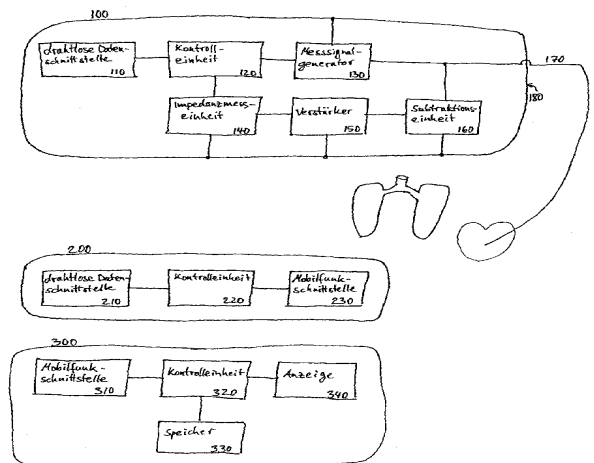 100
drahtlose Daten-
schnittstelle
110
Kontroll-
einheit
120
Messsignal-
generator
130
170
180
Impedanzmess-
einheit
140
Verstärker
150
Subtraktions-
einheit
160
200
drahtlose Daten-
schnittstelle
210
Kontrolleinheit
220
Mobilfunk-
schnittstelle
230
300
Mobilfunk-
schnittstelle
310
Kontrolleinheit
320
Anzeige
340
Speicher
330